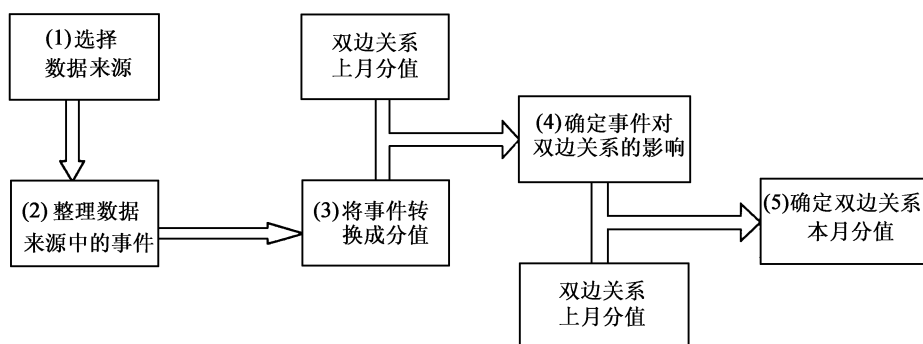 (1)选择
数据来源
双边关系
上月分值
(4)确定事件对
双边关系的影响
(2) 整理数据
来源中的事件
(3)将事件转
换成分值
(5)确定双边关系
本月分值
双边关系
上月分值